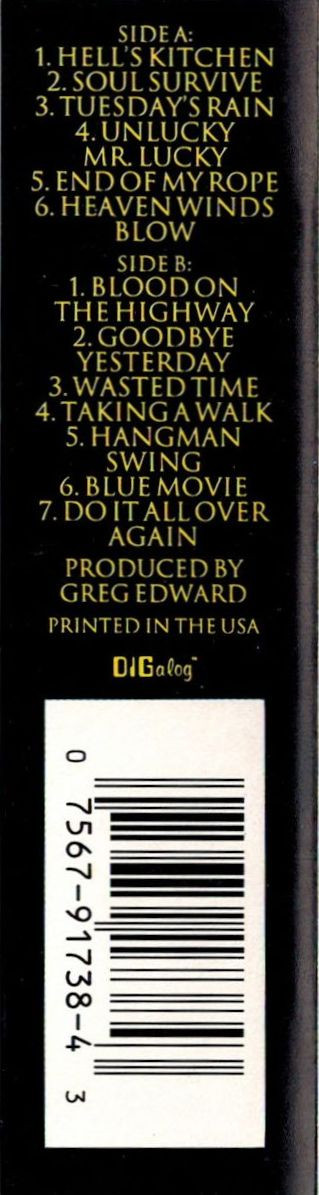 SIDE A:
1. HELL'S KITCHEN
2. SOUL SURVIVE
3. TUESDAY'S RAIN
4. UNLUCKY
MR. LUCKY
5. END OF MY ROPE
6. HEAVEN WINDS
BLOW
SIDE B:
1. BLOOD ON
THE HIGHWAY
2. GOODBYE
YESTERDAY
3. WASTED TIME
4. TAKING A WALK
5. HANGMAN
SWING
6. BLUE MOVIE
7. DO IT ALL OVER
AGAIN
PRODUCED BY
GREG EDWARD
PRINTED IN THE USA
DIGalog™
0 7567-91738-4 3